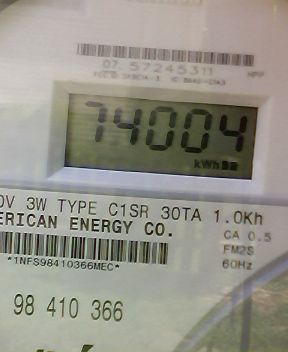 07 57245311
74004
kWh
0V 3W TYPE C1SR 30TA 1.0Kh
ERICAN ENERGY CO.
CA 0.5
FM2S
*1NFS98410366MEC*
60Hz
98 410 366